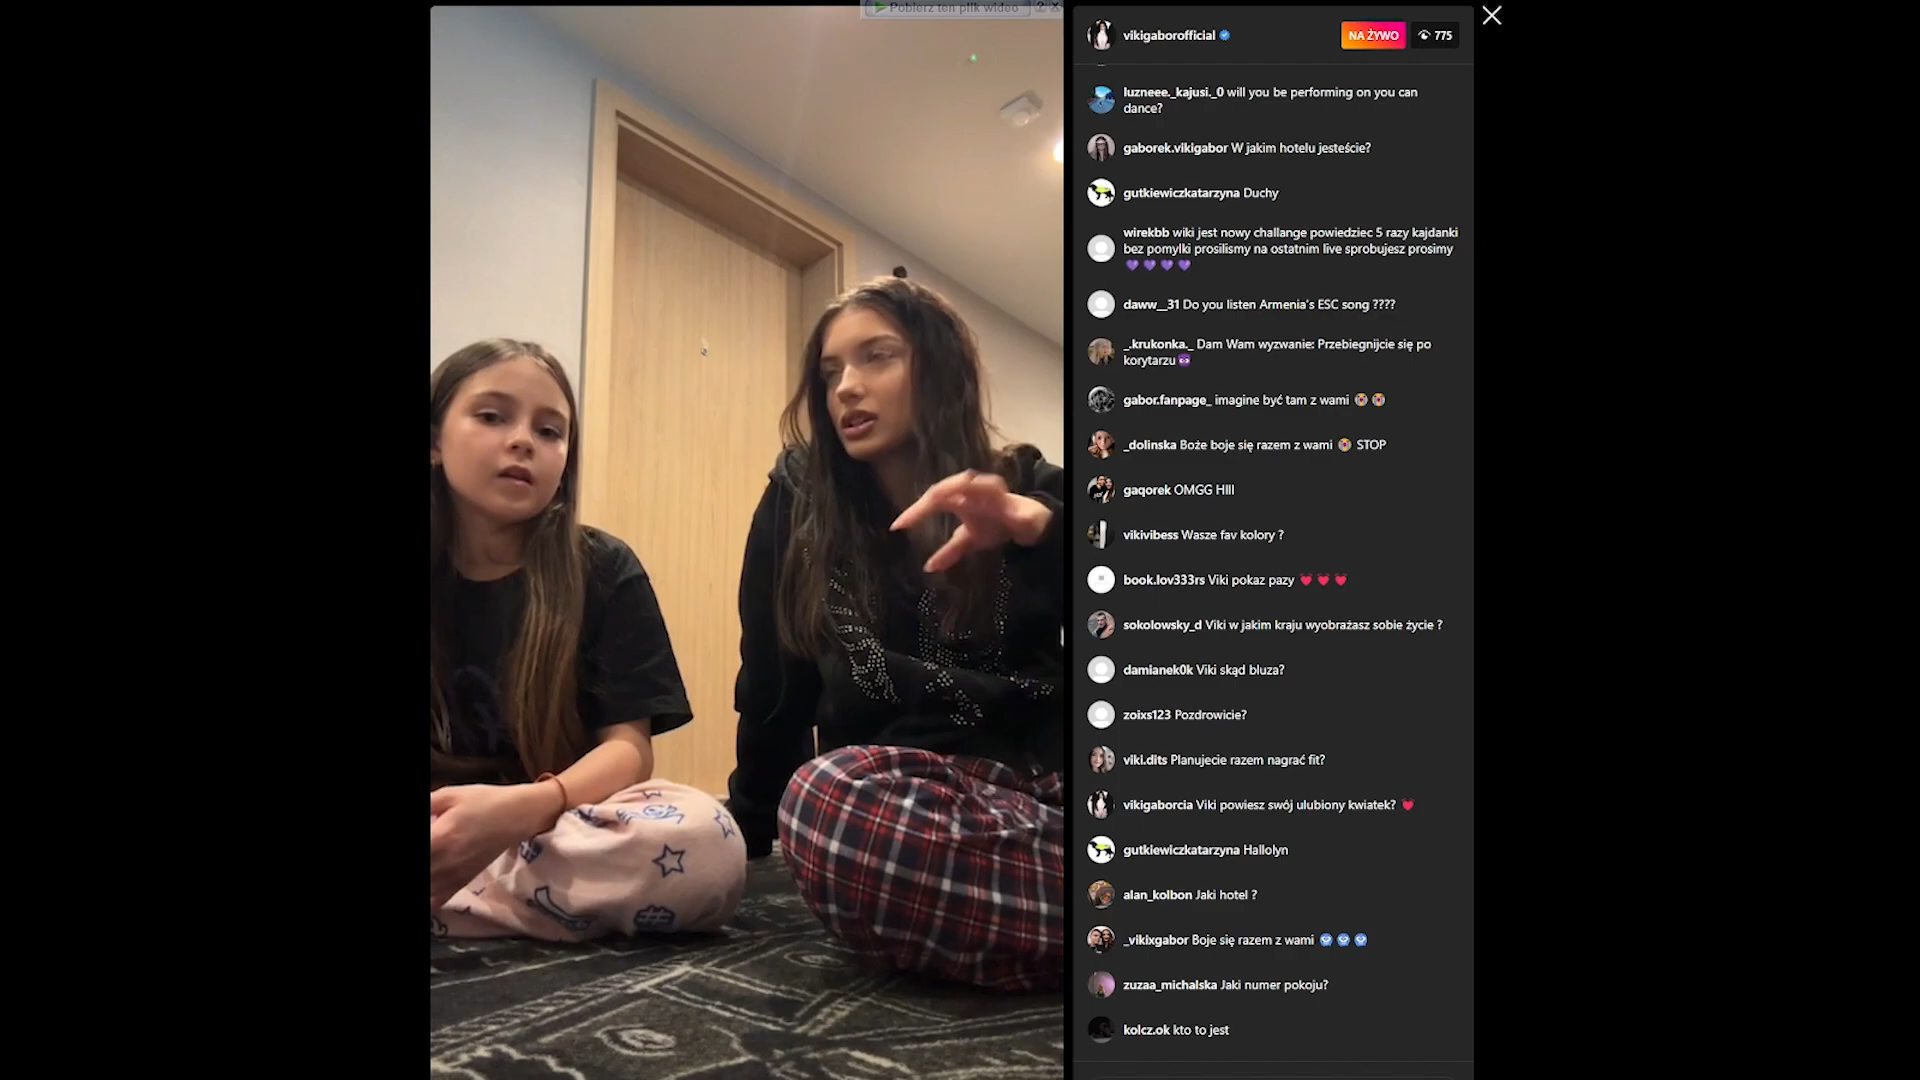 Pobierz ten plik wideo
? X
vikigaborofficial
NA ŻYWO
775
luzneee._kajusi._0 will you be performing on you can
dance?
gaborek.vikigabor W jakim hotelu jesteście?
gutkiewiczkatarzyna Duchy
wirekbb wiki jest nowy challange powiedziec 5 razy kajdanki
bez pomylki prosilismy na ostatnim live sprobujesz prosimy
💜 💜 💜 💜
daww__31 Do you listen Armenia's ESC song ????
_.krukonka._ Dam Wam wyzwanie: Przebiegnijcie się po
korytarzu
gabor.fanpage_ imagine być tam z wami 😭 😭
_dolinska Boże boje się razem z wami 😭 STOP
gaqorek OMGG HIII
vikivibess Wasze fav kolory ?
book.lov333rs Viki pokaz pazy 💗 💗 💗
sokolowsky_d Viki w jakim kraju wyobrażasz sobie życie ?
damianek0k Viki skąd bluza?
zoixs123 Pozdrowicie?
viki.dits Planujecie razem nagrać fit?
vikigaborcia Viki powiesz swój ulubiony kwiatek? 💗
gutkiewiczkatarzyna Hallolyn
alan_kolbon Jaki hotel ?
_vikixgabor Boje się razem z wami
zuzaa_michalska Jaki numer pokoju?
kolcz.ok kto to jest